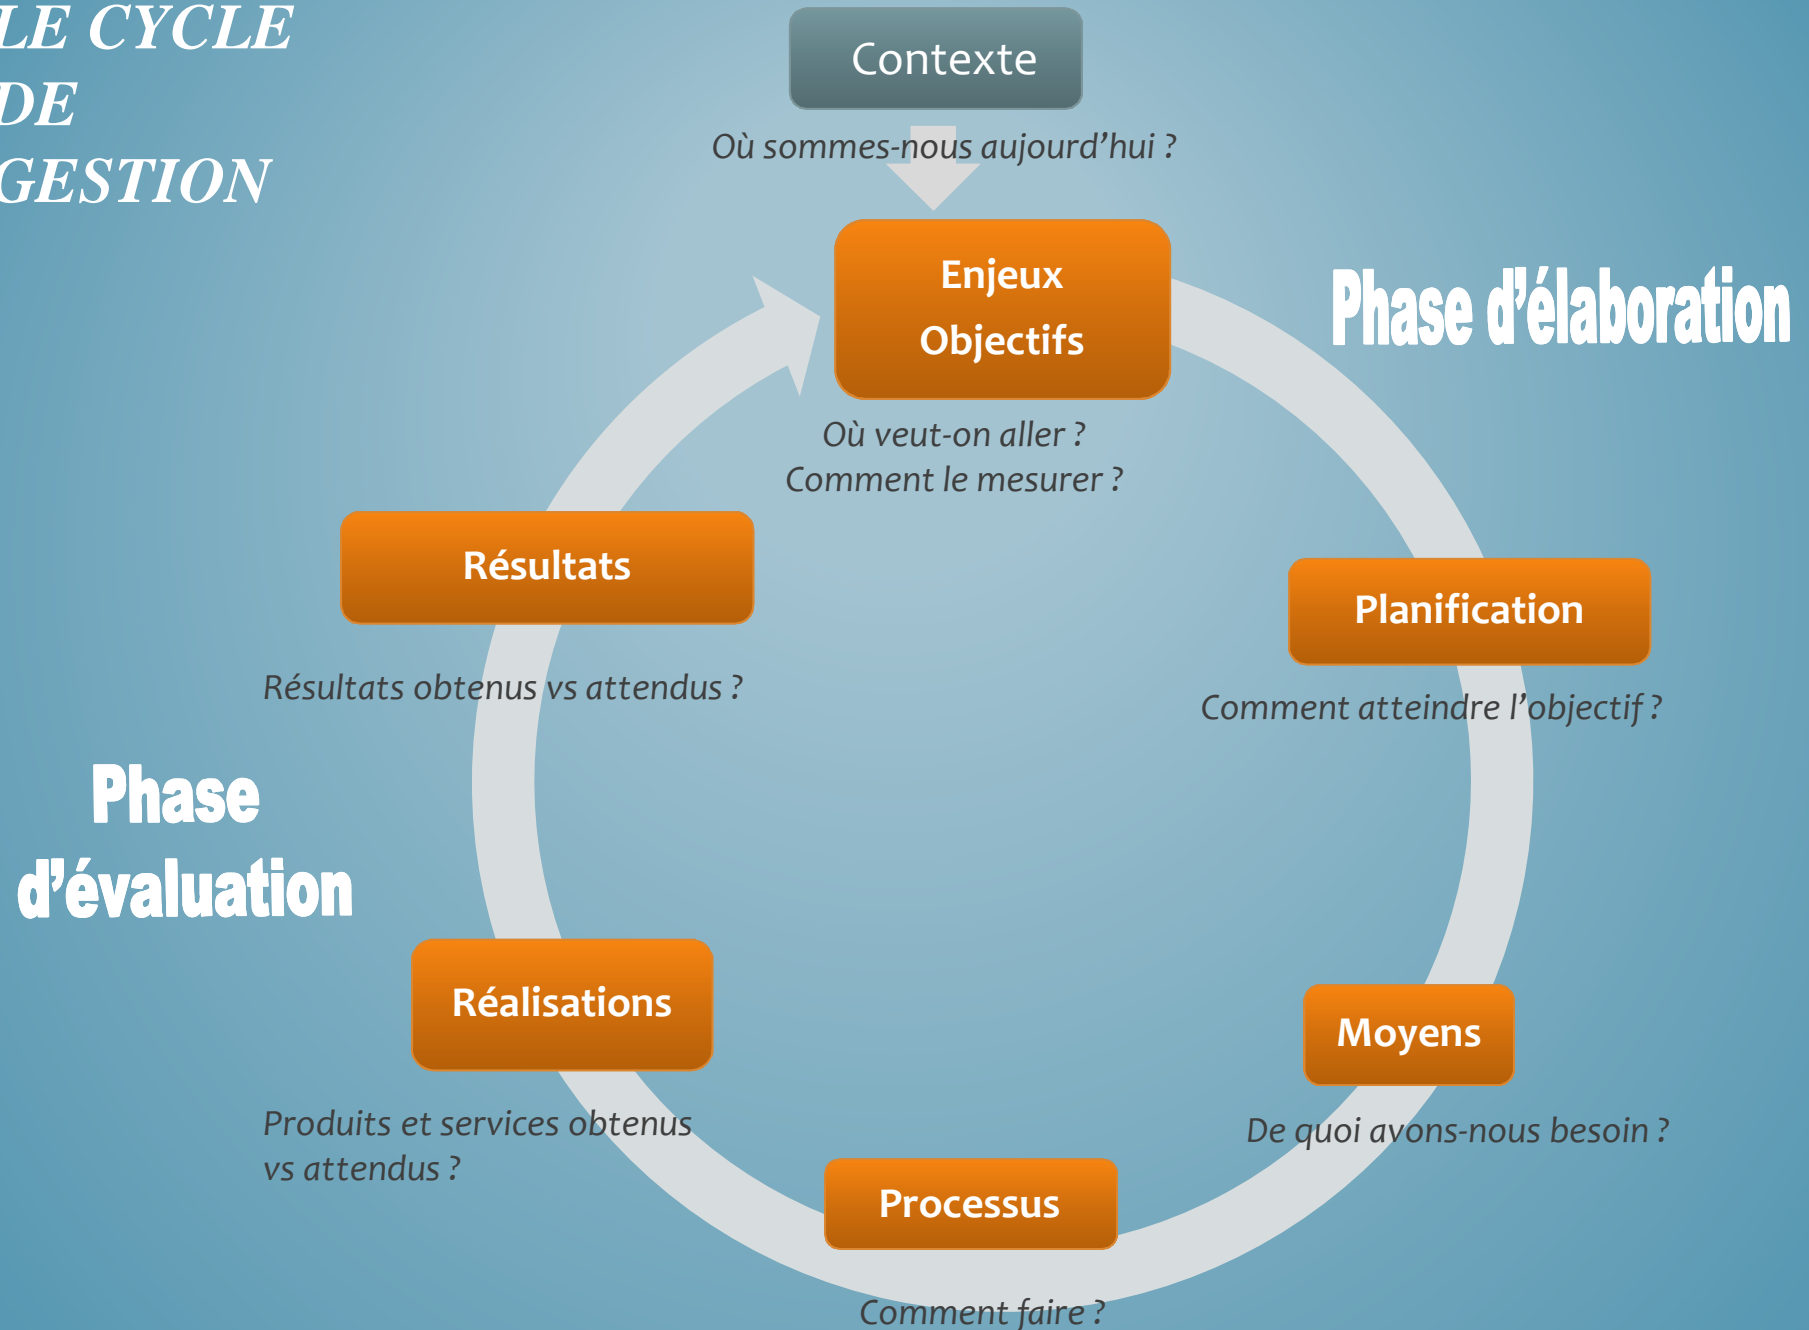 LE CYCLE
DE
GESTION
Contexte
Où sommes-nous aujourd’hui ?
Enjeux
Objectifs
Où veut-on aller ?
Comment le mesurer ?
Phase d’élaboration
Planification
Comment atteindre l’objectif ?
Moyens
De quoi avons-nous besoin ?
Processus
Comment faire ?
Réalisations
Produits et services obtenus
vs attendus ?
Phase
d’évaluation
Résultats
Résultats obtenus vs attendus ?